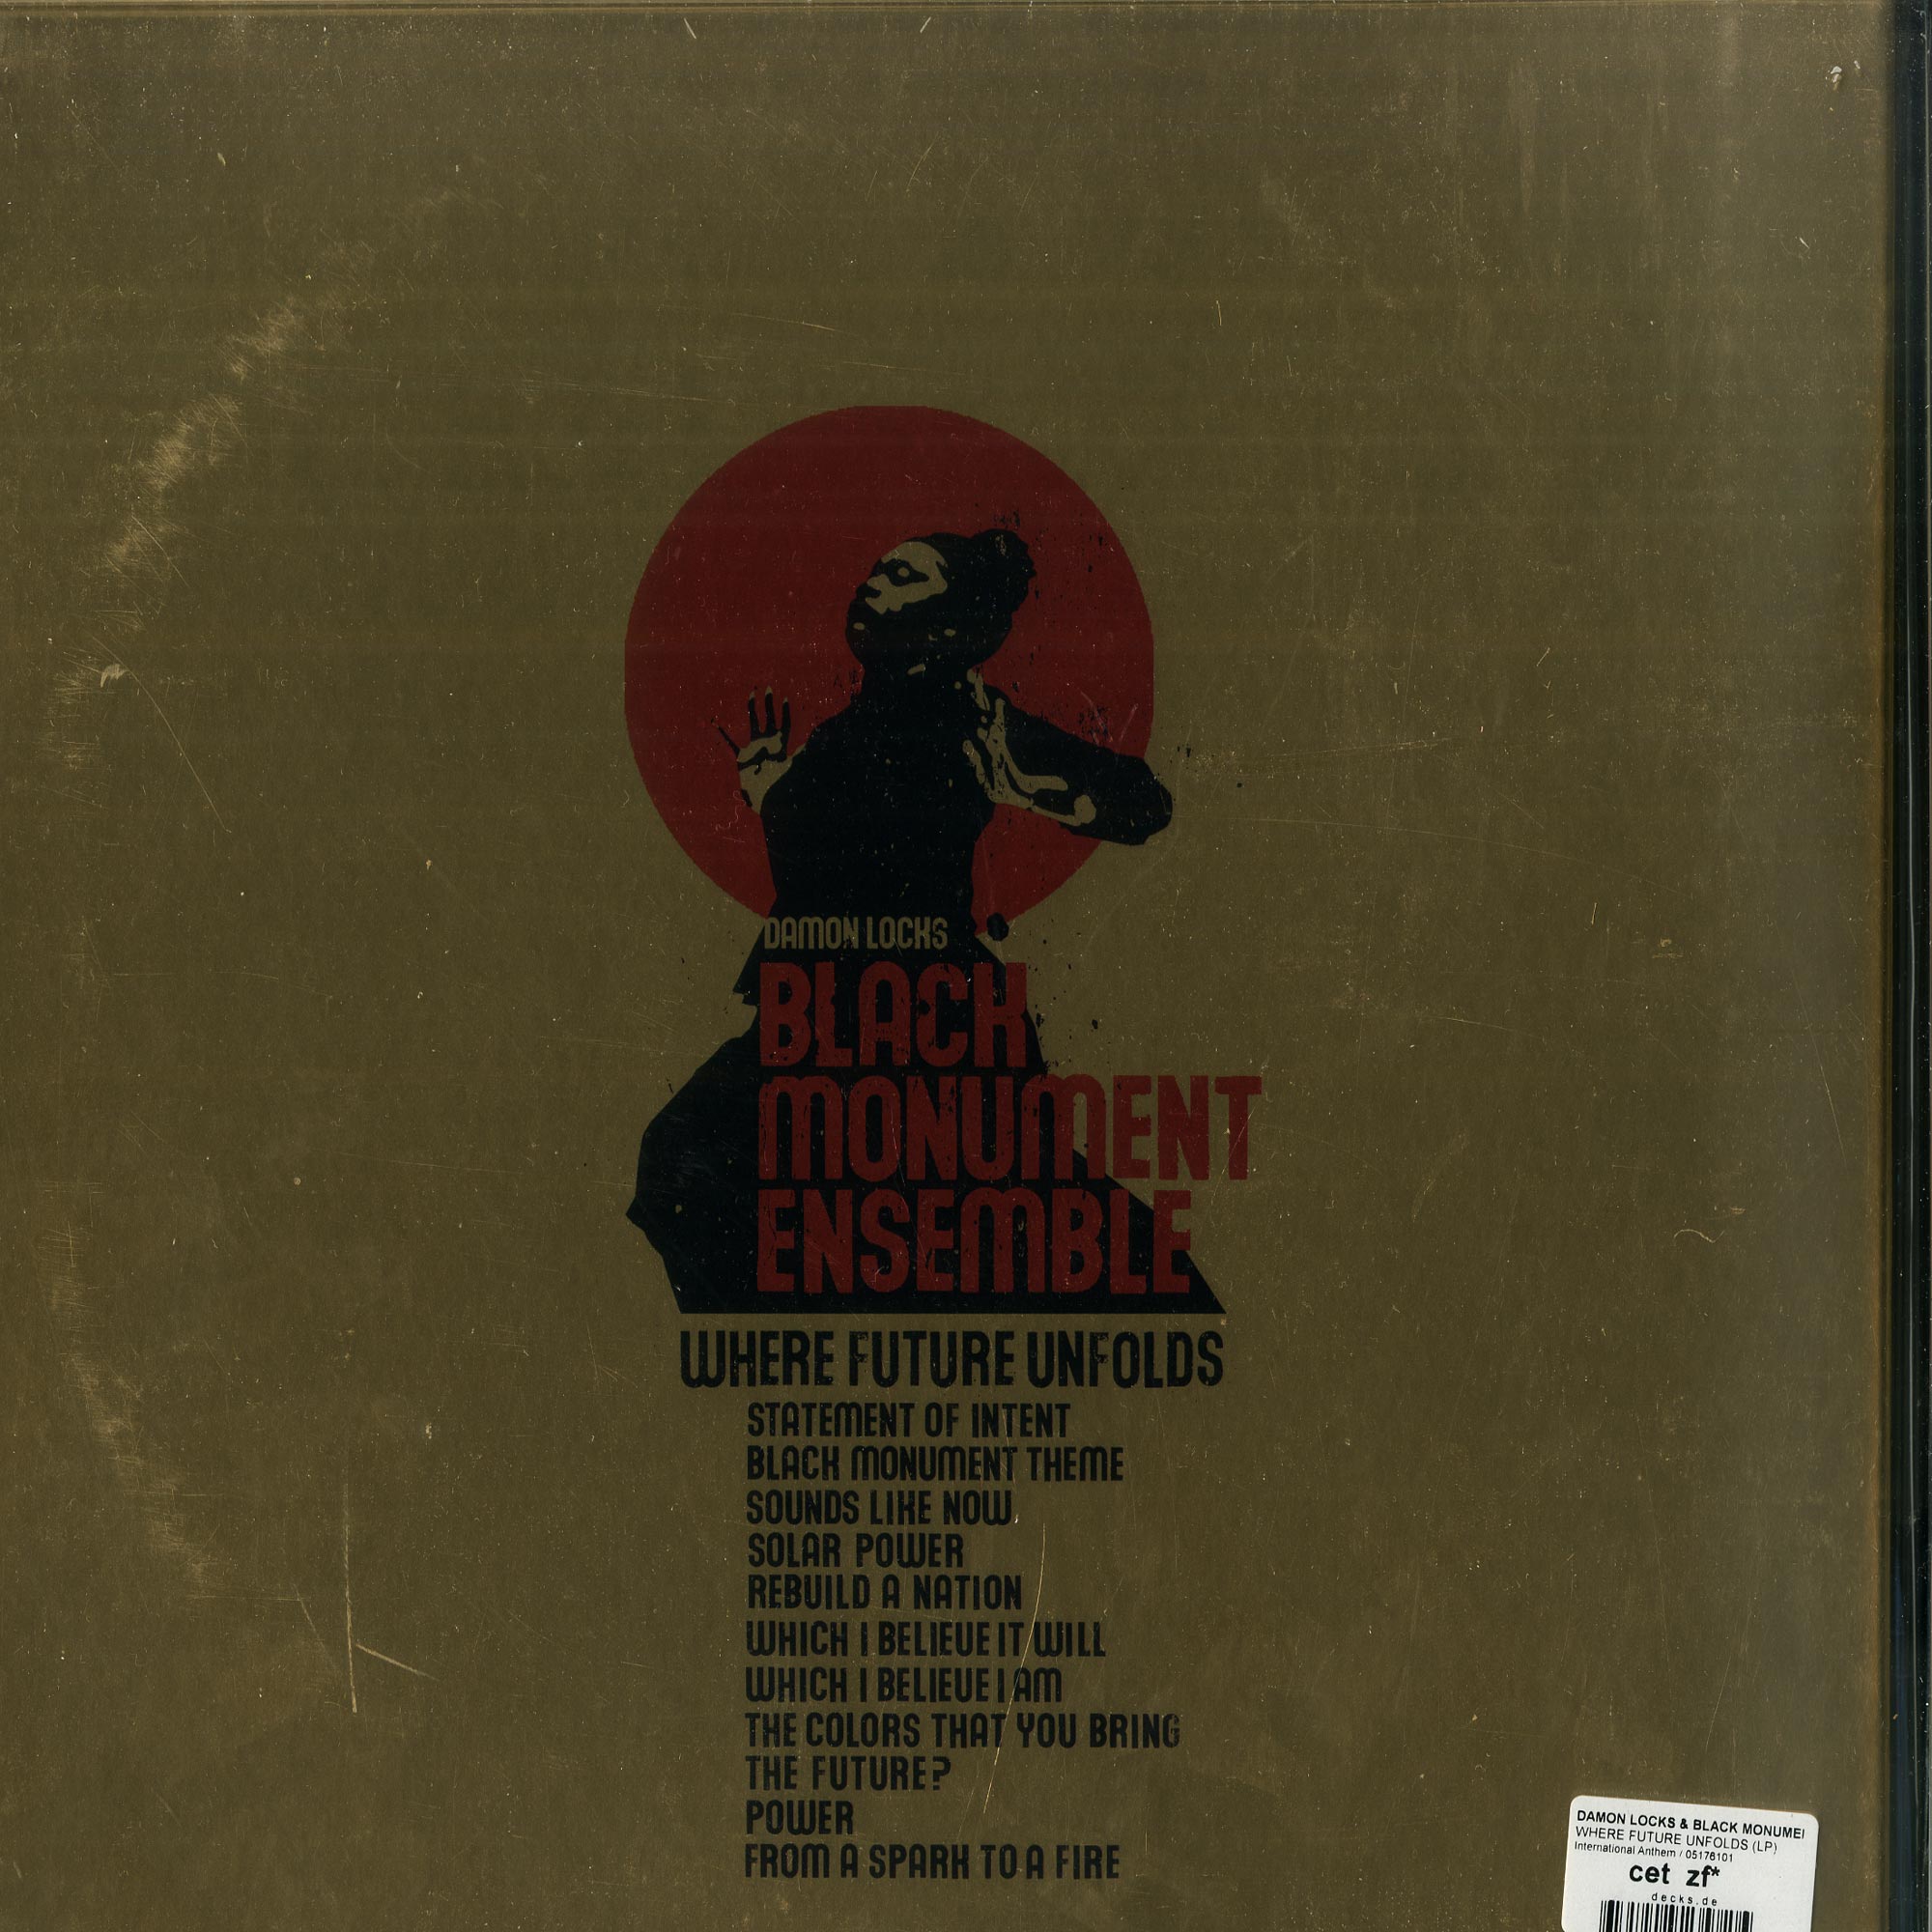 DAMON LOCKS
BLACK
MONUMENT
ENSEMBLE
WHERE FUTURE UNFOLDS
STATEMENT OF INTENT
BLACK MONUMENT THEME
SOUNDS LIKE NOW
SOLAR POWER
REBUILD A NATION
WHICH I BELIEVE IT WILL
WHICH I BELIEVE I AM
THE COLORS THAT YOU BRING
THE FUTURE?
POWER
FROM A SPARK TO A FIRE
DAMON LOCKS & BLACK MONUME
WHERE FUTURE UNFOLDS (LP)
International Anthem / 05176101
cet zf*
decks.de